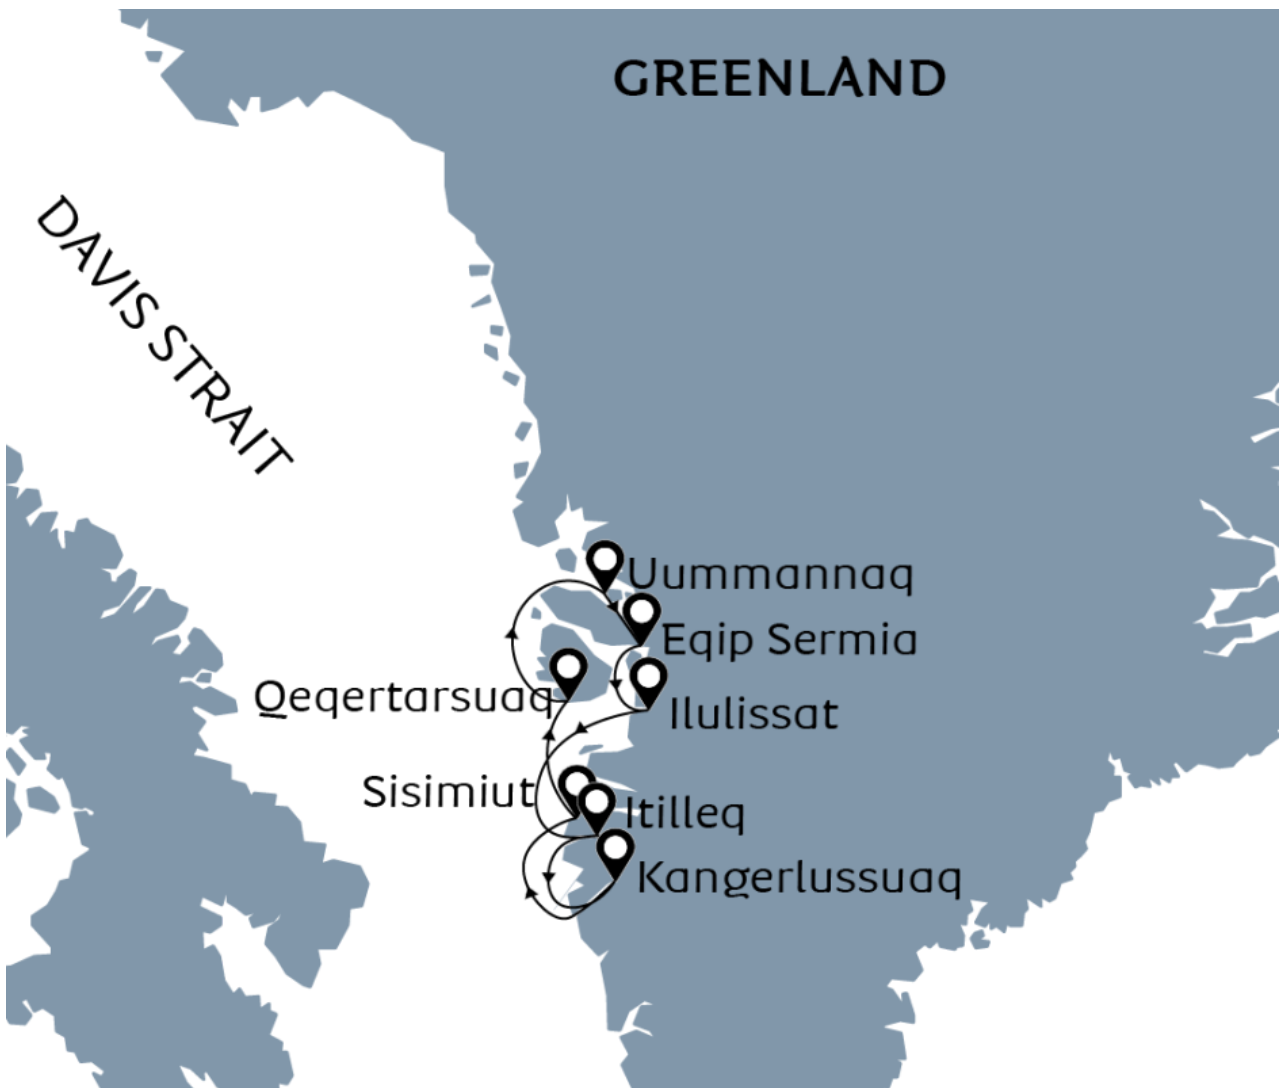 GREENLAND
DAVIS STRAIT
Uummannaq
Eqip Sermia
Qeqertarsuaq
Ilulissat
Sisimiut
Itilleq
Kangerlussuaq